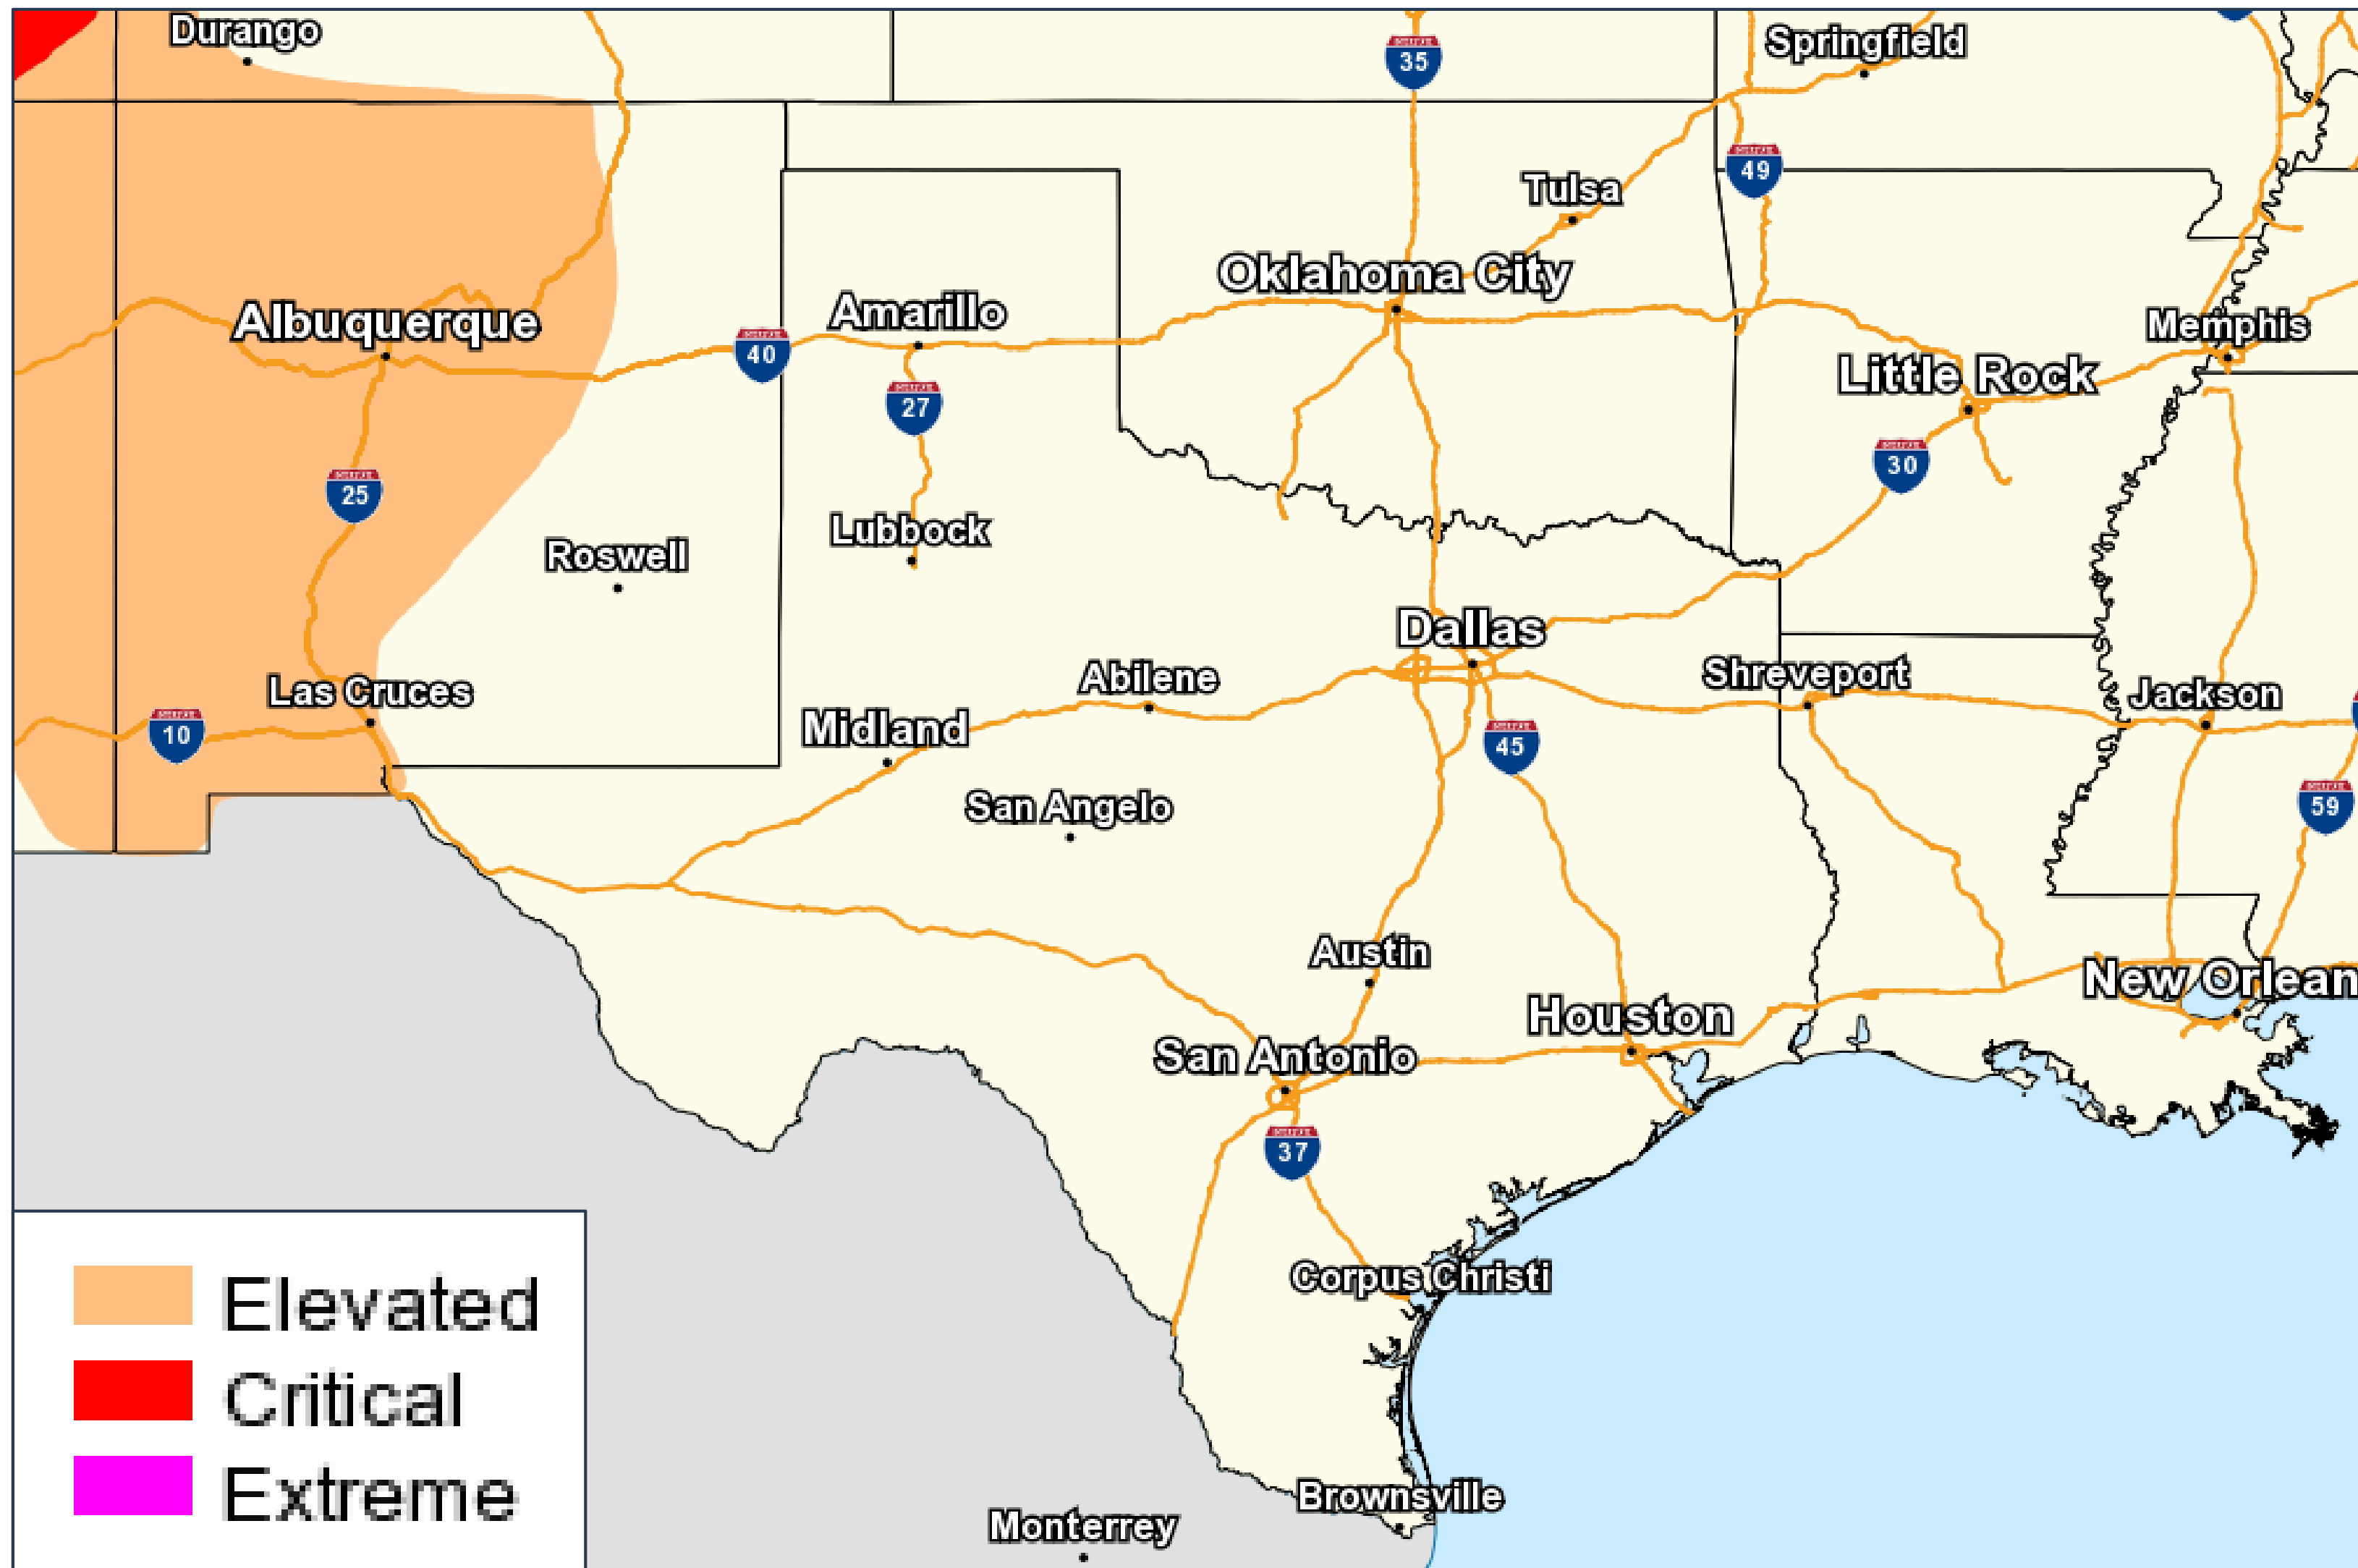 Durango
Springfield
35
49
Tulsa
Oklahoma City
Albuquerque
Amarillo
Memphis
40
Little Rock
27
30
25
Lubbock
Roswell
Dallas
Las Cruces
Abilene
Shreveport
Jackson
10
Midland
45
San Angelo
59
Austin
New Orlean
Houston
San Antonio
37
Corpus Christi
Elevated
Critical
Extreme
Brownsville
Monterrey